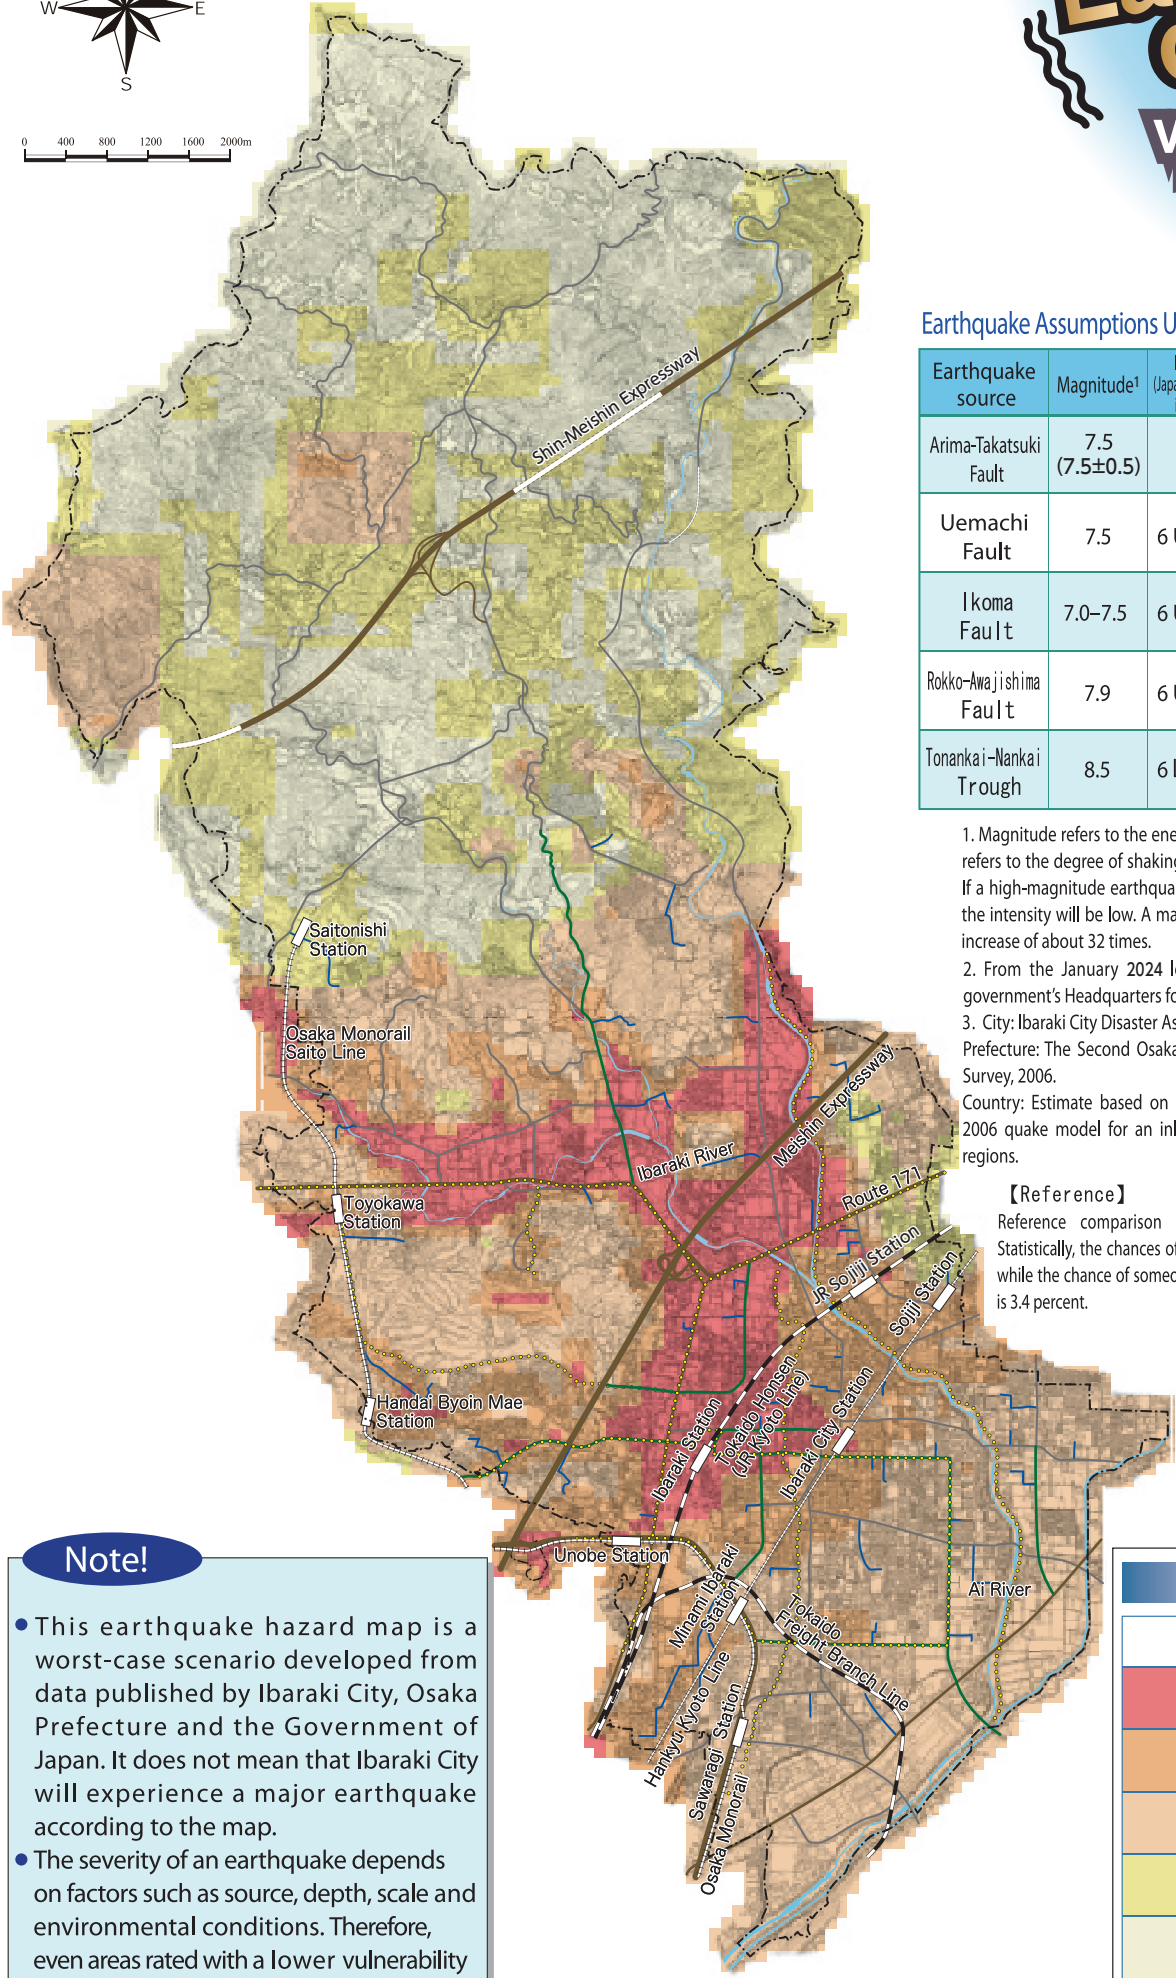 W
E
S
0 400 800 1200 1600 2000m
Shin-Meishin Expressway
Saitonishi
Station
Osaka Monorail
Saito Line
Ibaraki River
Meishin Expressway
Route 171
Toyokawa
Station
JR Sojiji Station
Sojiji Station
Handai Byoin Mae
Station
Ibaraki Station
Tokaido Honsen
(JR Kyoto Line)
Ibaraki City Station
Unobe Station
Minami Ibaraki
Station
Tokaido
Freight Branch Line
Ai River
Hankyu Kyoto Line
Sawaragi Station
Osaka Monorail
Earthquake Assumptions U
Earthquake
source
Magnitude¹
Arima-Takatsuki
Fault
7.5
(7.5±0.5)
Uemachi
Fault
7.5
6
Ikoma
Fault
7.0–7.5
6
Rokko-Awajishima
Fault
7.9
6
Tonankai-Nankai
Trough
8.5
6
1. Magnitude refers to the ene
refers to the degree of shaking
If a high-magnitude earthqua
the intensity will be low. A ma
increase of about 32 times.
2. From the January 2024 l
government's Headquarters fo
3. City: Ibaraki City Disaster As
Prefecture: The Second Osaka
Survey, 2006.
Country: Estimate based on
2006 quake model for an inl
regions.
【Reference】
Reference comparison
Statistically, the chances of
while the chance of someo
is 3.4 percent.
Note!
• This earthquake hazard map is a
worst-case scenario developed from
data published by Ibaraki City, Osaka
Prefecture and the Government of
Japan. It does not mean that Ibaraki City
will experience a major earthquake
according to the map.
• The severity of an earthquake depends
on factors such as source, depth, scale and
environmental conditions. Therefore,
even areas rated with a lower vulnerability